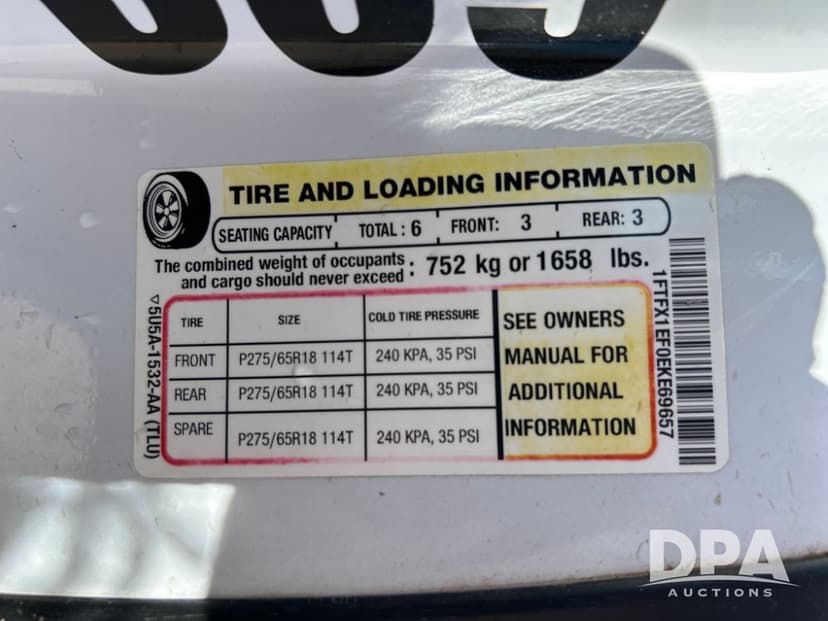 TIRE AND LOADING INFORMATION
SEATING CAPACITY TOTAL : 6 FRONT: 3 REAR: 3
The combined weight of occupants
and cargo should never exceed : 752 kg or 1658 lbs.
TIRE SIZE COLD TIRE PRESSURE
FRONT P275/65R18 114T 240 KPA, 35 PSI
REAR P275/65R18 114T 240 KPA, 35 PSI
SPARE P275/65R18 114T 240 KPA, 35 PSI
SEE OWNERS
MANUAL FOR
ADDITIONAL
INFORMATION
▽5U5A-1532-AA (TLU)
1FTFX1EF0EKE69657
DPA
AUCTIONS